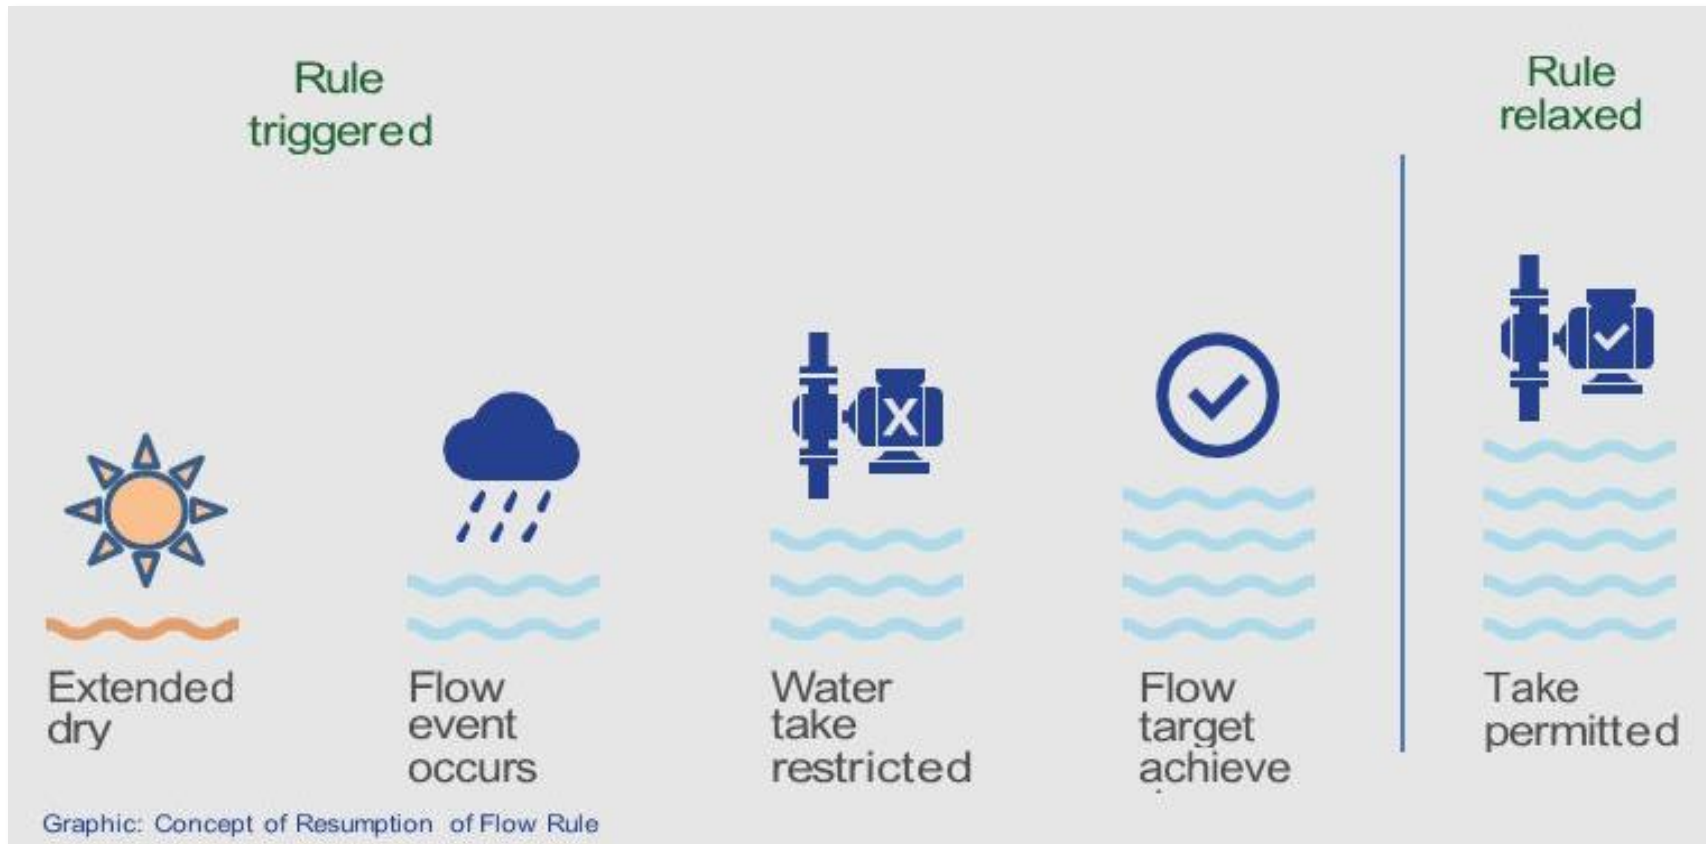 Rule
triggered
Rule
relaxed
X
Extended
dry
Flow
event
occurs
Water
take
restricted
Flow
target
achieve
Take
permitted
Graphic: Concept of Resumption of Flow Rule